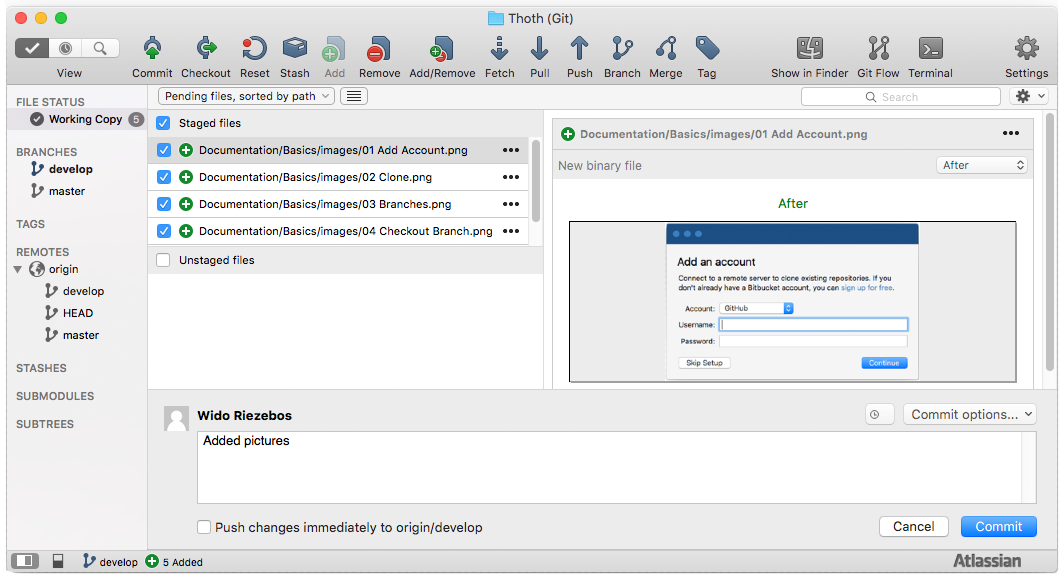 Thoth (Git)
View Commit Checkout Reset Stash Add Remove Add/Remove Fetch Pull Push Branch Merge Tag Show in Finder Git Flow Terminal Settings
Pending files, sorted by path
Search
FILE STATUS
Working Copy 5
BRANCHES
develop
master
TAGS
REMOTES
origin
develop
HEAD
master
STASHES
SUBMODULES
SUBTREES
Staged files
Documentation/Basics/images/01 Add Account.png
Documentation/Basics/images/02 Clone.png
Documentation/Basics/images/03 Branches.png
Documentation/Basics/images/04 Checkout Branch.png
Unstaged files
Documentation/Basics/images/01 Add Account.png
New binary file
After
After
Add an account
Connect to a remote server to clone existing repositories. If you
don't already have a Bitbucket account, you can sign up for free.
Account: GitHub
Username:
Password:
Skip Setup Continue
Wido Riezebos
Commit options...
Added pictures
Push changes immediately to origin/develop
Cancel Commit
develop 5 Added
Atlassian